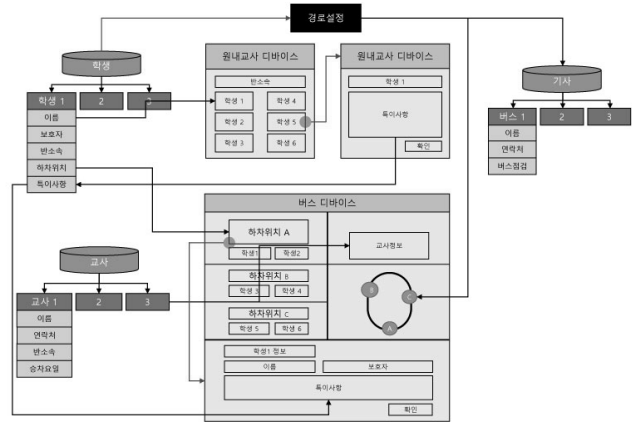 경로설정
학생
학생 1
2
3
이름
보호자
반소속
하차위치
특이사항
원내교사 디바이스
반소속
학생 1
학생 4
학생 2
학생 5
학생 3
학생 6
원내교사 디바이스
학생 1
특이사항
확인
기사
버스 1
2
3
이름
연락처
버스점검
교사
교사 1
2
3
이름
연락처
반소속
승차요일
버스 디바이스
하차위치 A
학생1
학생2
하차위치 B
학생 3
학생 4
하차위치 C
학생 5
학생 6
교사정보
B
C
A
학생1 정보
이름
보호자
특이사항
확인